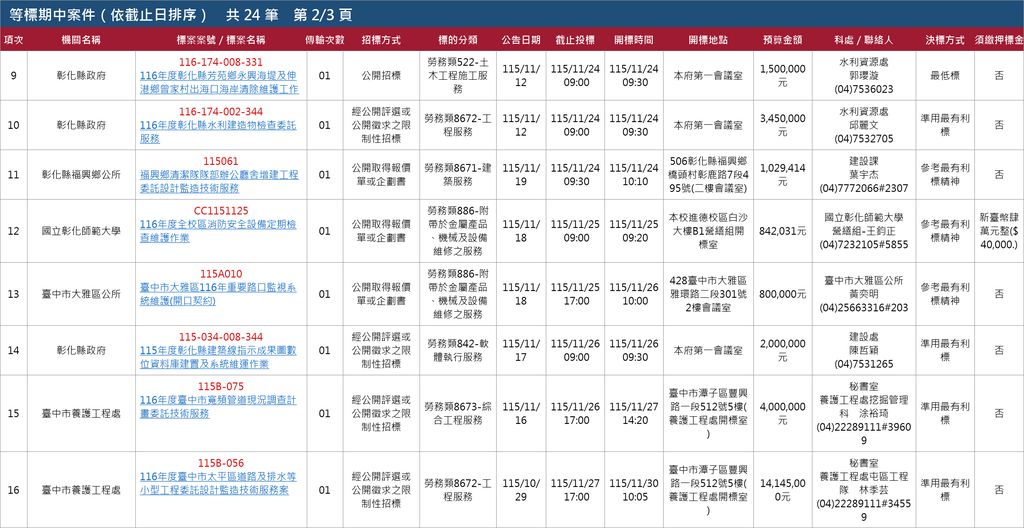 等標期中案件（依截止日排序） 共 24 筆 第 2/3 頁
項次 機關名稱 標案案號 / 標案名稱 傳輸次數 招標方式 標的分類 公告日期 截止投標 開標時間 開標地點 預算金額 科處 / 聯絡人 決標方式 須繳押標金
9 彰化縣政府 116-174-008-331 116年度彰化縣芳苑鄉永興海堤及伸港鄉曾家村出海口海岸清除維護工作 01 公開招標 勞務類522-土木工程施工服務 115/11/12 115/11/24 09:00 115/11/24 09:30 本府第一會議室 1,500,000元 水利資源處 郭瓔漩 (04)7536023 最低標 否
10 彰化縣政府 116-174-002-344 116年度彰化縣水利建造物檢查委託服務 01 經公開評選或公開徵求之限制性招標 勞務類8672-工程服務 115/11/12 115/11/24 09:00 115/11/24 09:30 本府第一會議室 3,450,000元 水利資源處 邱麗文 (04)7532705 準用最有利標 否
11 彰化縣福興鄉公所 115061 福興鄉清潔隊隊部辦公廳舍增建工程委託設計監造技術服務 01 公開取得報價單或企劃書 勞務類8671-建築服務 115/11/19 115/11/24 09:30 115/11/24 10:10 506彰化縣福興鄉橋頭村彰鹿路7段495號(二樓會議室) 1,029,414元 建設課 葉宇杰 (04)7772066#2307 參考最有利標精神 否
12 國立彰化師範大學 CC1151125 116年度全校區消防安全設備定期檢查維護作業 01 公開取得報價單或企劃書 勞務類886-附帶於金屬產品、機械及設備維修之服務 115/11/18 115/11/25 09:00 115/11/25 09:20 本校進德校區白沙大樓B1營繕組開標室 842,031元 國立彰化師範大學 營繕組-王鈞正 (04)7232105#5855 參考最有利標精神 新臺幣肆萬元整($40,000.)
13 臺中市大雅區公所 115A010 臺中市大雅區116年重要路口監視系統維護(開口契約) 01 公開取得報價單或企劃書 勞務類886-附帶於金屬產品、機械及設備維修之服務 115/11/18 115/11/25 17:00 115/11/26 10:00 428臺中市大雅區雅環路二段301號2樓會議室 800,000元 臺中市大雅區公所 黃奕明 (04)25663316#203 參考最有利標精神 否
14 彰化縣政府 115-034-008-344 115年度彰化縣建築線指示成果圖數位資料庫建置及系統維運作業 01 經公開評選或公開徵求之限制性招標 勞務類842-軟體執行服務 115/11/17 115/11/26 09:00 115/11/26 09:30 本府第一會議室 2,000,000元 建設處 陳哲穎 (04)7531265 準用最有利標 否
15 臺中市養護工程處 115B-075 116年度臺中市寬頻管道現況調查計畫委託技術服務 01 經公開評選或公開徵求之限制性招標 勞務類8673-綜合工程服務 115/11/16 115/11/26 17:00 115/11/27 14:20 臺中市潭子區豐興路一段512號5樓(養護工程處開標室) 4,000,000元 秘書室 養護工程處挖掘管理科 涂裕琦 (04)22289111#39609 準用最有利標 否
16 臺中市養護工程處 115B-056 116年度臺中市太平區道路及排水等小型工程委託設計監造技術服務案 01 經公開評選或公開徵求之限制性招標 勞務類8672-工程服務 115/10/29 115/11/27 17:00 115/11/30 10:05 臺中市潭子區豐興路一段512號5樓(養護工程處開標室) 14,145,000元 秘書室 養護工程處屯區工程隊 林季芸 (04)22289111#34559 準用最有利標 否